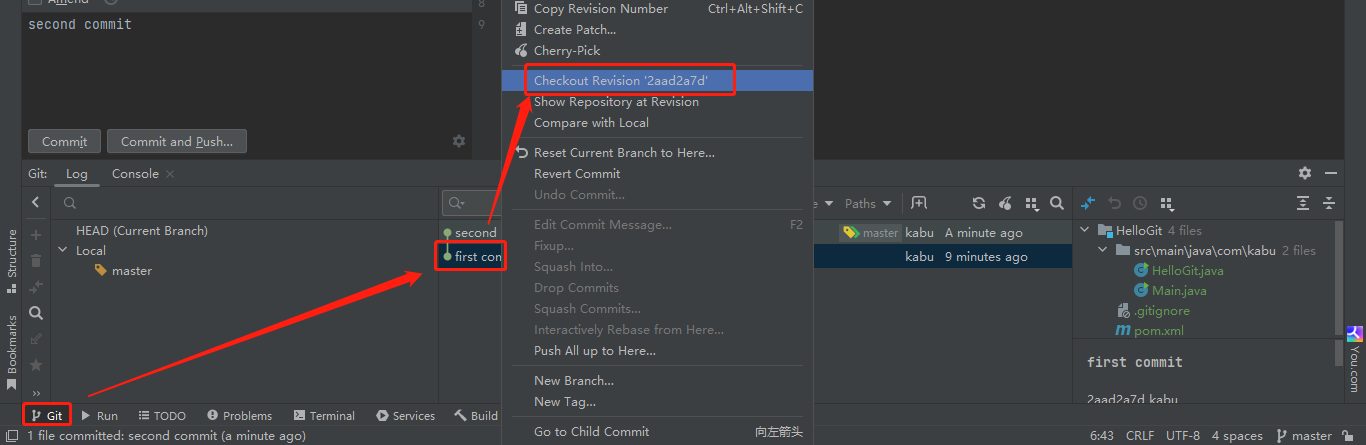 Amend
second commit
8
9
Commit
Commit and Push...
Copy Revision Number Ctrl+Alt+Shift+C
Create Patch...
Cherry-Pick
Checkout Revision '2aad2a7d'
Show Repository at Revision
Compare with Local
Reset Current Branch to Here...
Revert Commit
Undo Commit...
Edit Commit Message... F2
Fixup...
Squash Into...
Drop Commits
Squash Commits...
Interactively Rebase from Here...
Push All up to Here...
New Branch...
New Tag...
Go to Child Commit 向左箭头
Git: Log Console
HEAD (Current Branch)
Local
master
second
first con
Paths
master kabu A minute ago
kabu 9 minutes ago
HelloGit 4 files
src\main\java\com\kabu 2 files
HelloGit.java
Main.java
.gitignore
pom.xml
first commit
2aad2a7d kabu
Structure
Bookmarks
You.com
Git Run TODO Problems Terminal Services Build
1 file committed: second commit (a minute ago)
6:43 CRLF UTF-8 4 spaces master